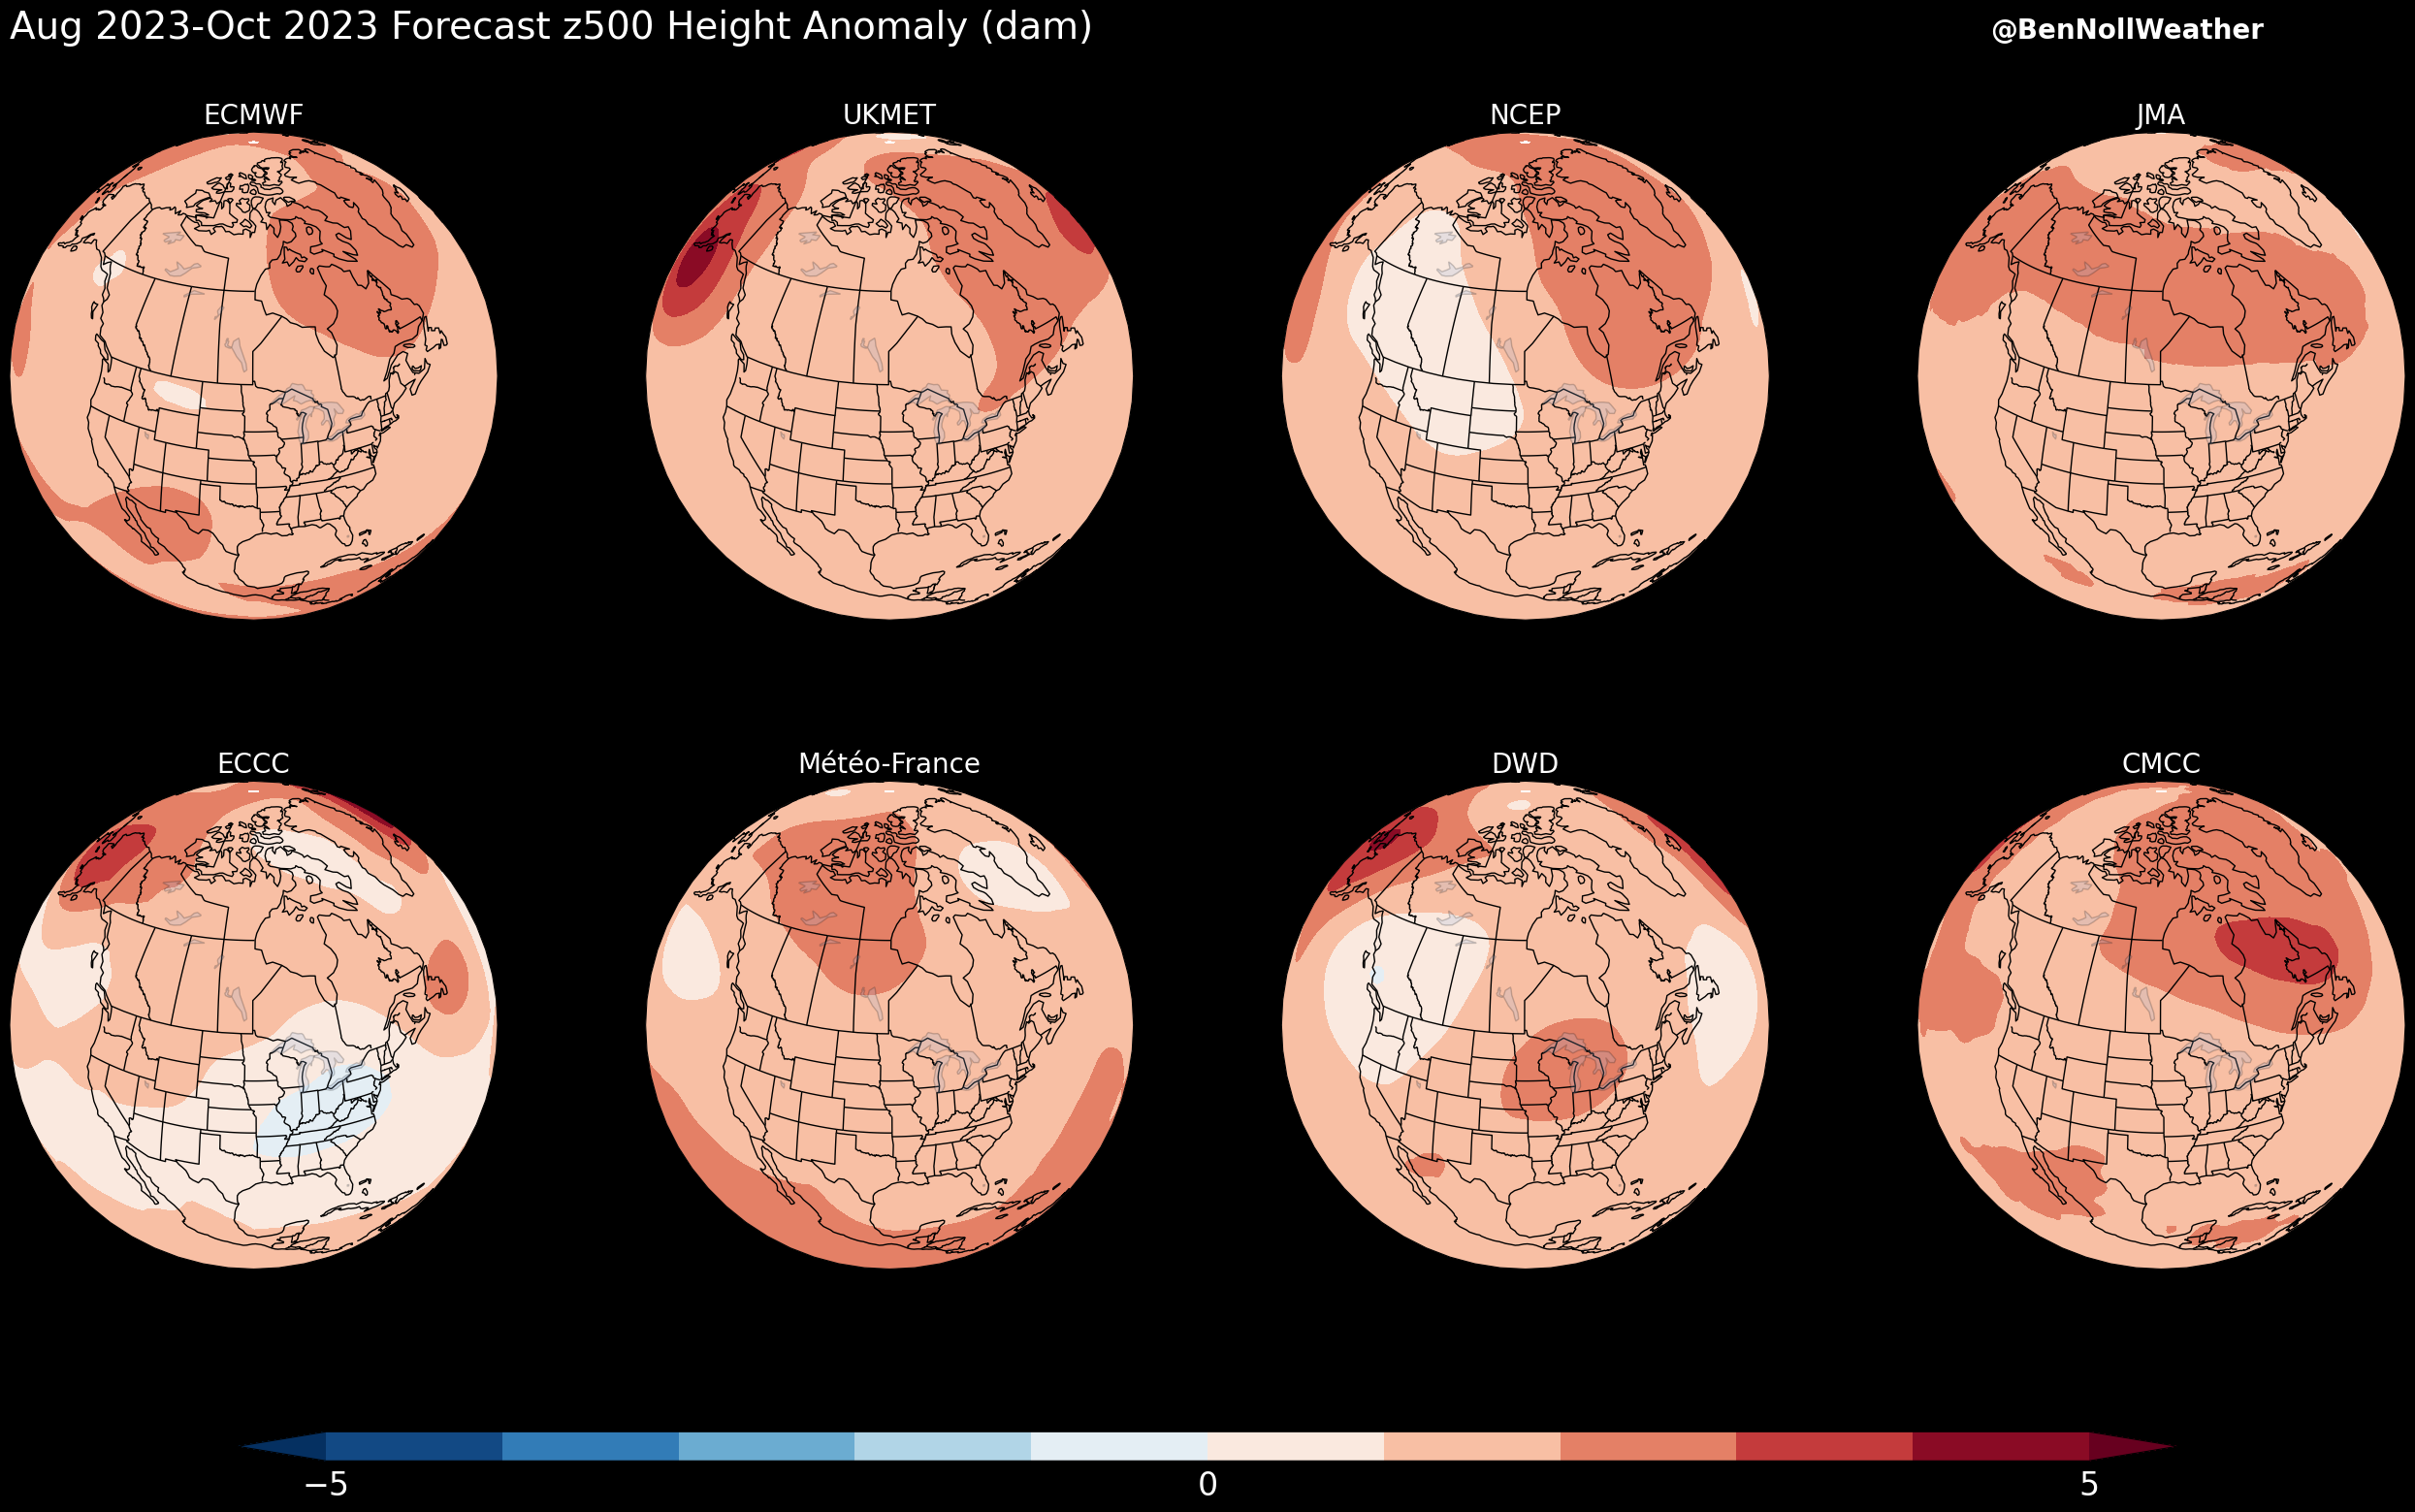 Aug 2023-Oct 2023 Forecast z500 Height Anomaly (dam)
@BenNollWeather
ECMWF
UKMET
NCEP
JMA
ECCC
Météo-France
DWD
CMCC
−5
0
5